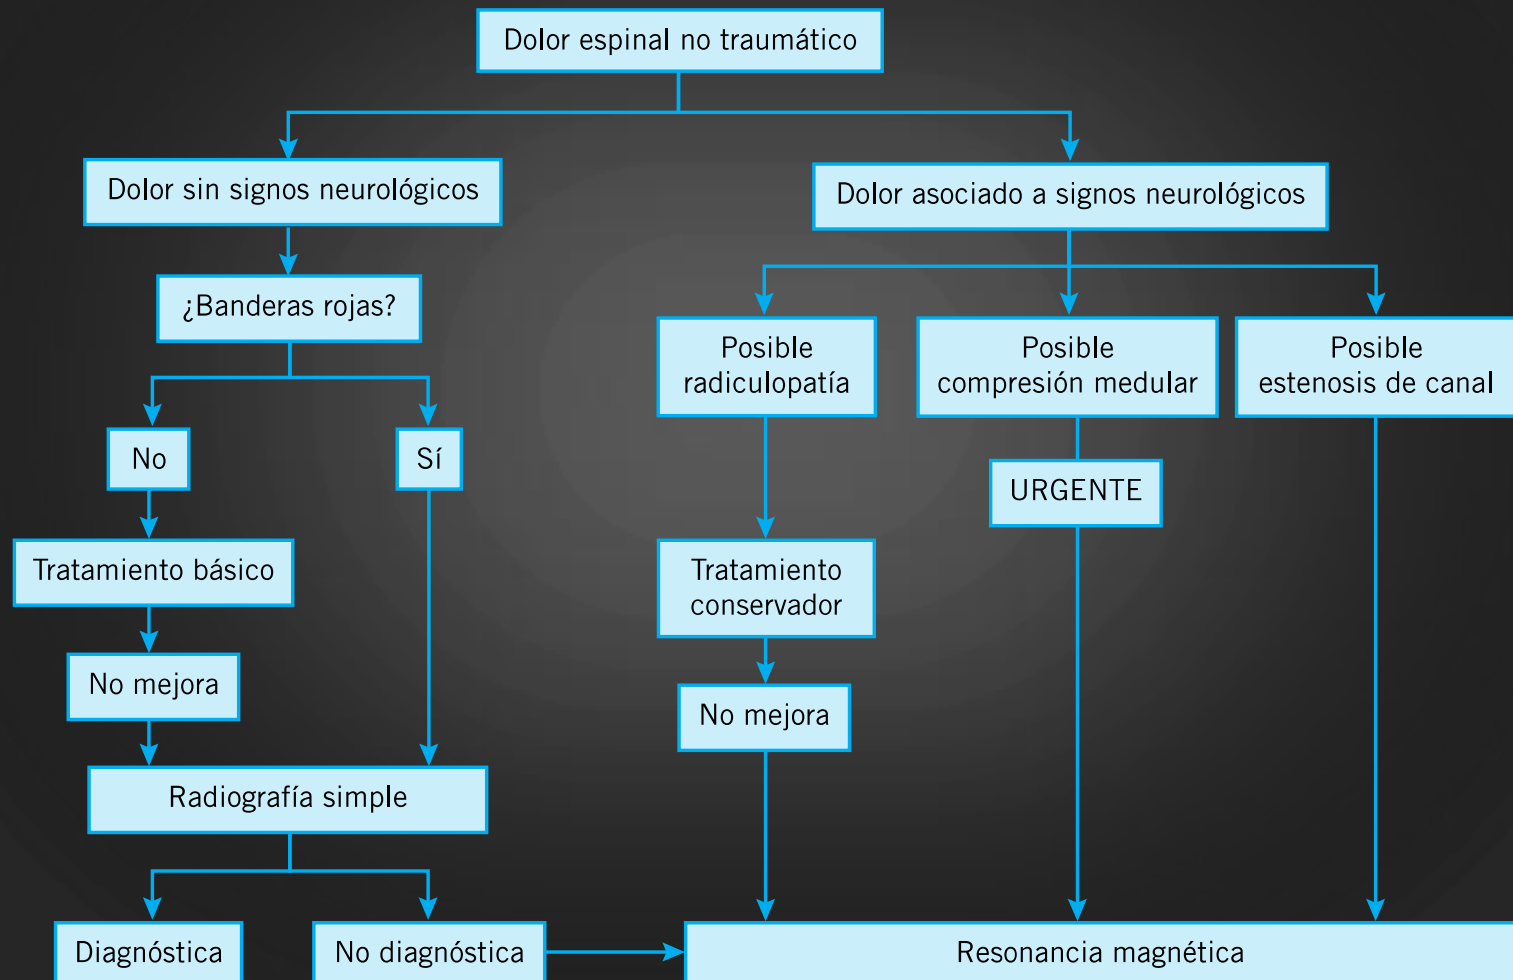 Dolor espinal no traumático
Dolor sin signos neurológicos
Dolor asociado a signos neurológicos
¿Banderas rojas?
Posible
radiculopatía
Posible
compresión medular
Posible
estenosis de canal
No
Sí
URGENTE
Tratamiento básico
Tratamiento
conservador
No mejora
No mejora
Radiografía simple
Diagnóstica
No diagnóstica
Resonancia magnética